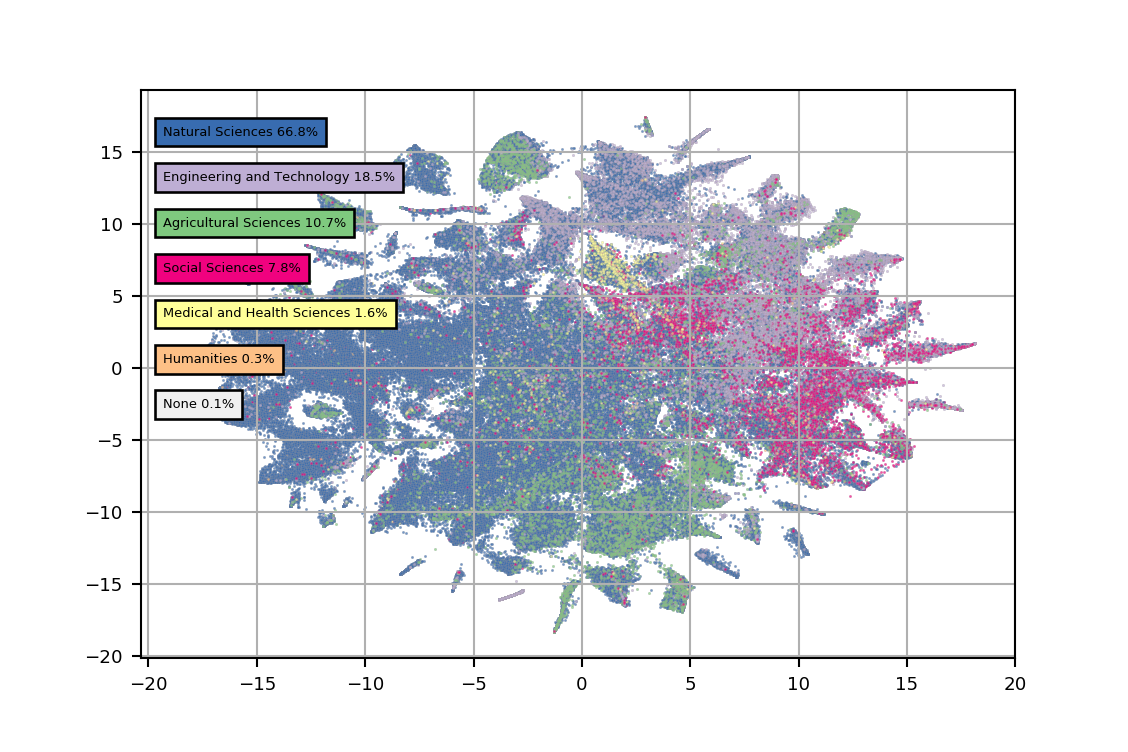 Natural Sciences 66.8%
Engineering and Technology 18.5%
Agricultural Sciences 10.7%
Social Sciences 7.8%
Medical and Health Sciences 1.6%
Humanities 0.3%
None 0.1%
15
10
5
0
−5
−10
−15
−20
−20 −15 −10 −5 0 5 10 15 20